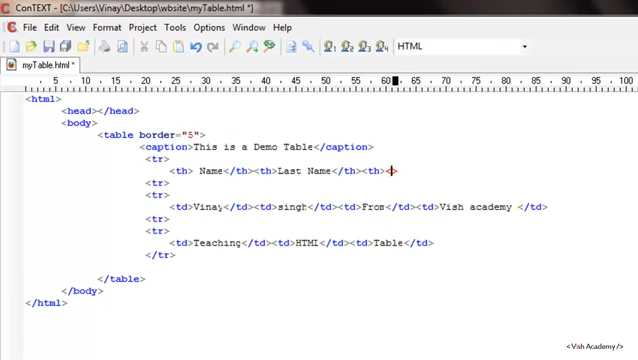 ConTEXT - [C:\Users\Vinay\Desktop\wbsite\myTable.html *]
File Edit View Format Project Tools Options Window Help
HTML
myTable.html *
5 10 15 20 25 30 35 40 45 50 55 60 65 70 75 80 85 90 95 100
<html>
<head></head>
<body>
<table border="5">
<caption>This is a Demo Table</caption>
<tr>
<th> Name</th><th>Last Name</th><th><>
<tr>
<tr>
<td>Vinay</td><td>singh</td><td>From</td><td>Vish academy </td>
<tr>
<tr>
<td>Teaching</td><td>HTMl</td><td>Table</td>
</tr>
</table>
</body>
</html>
<Vish Academy/>